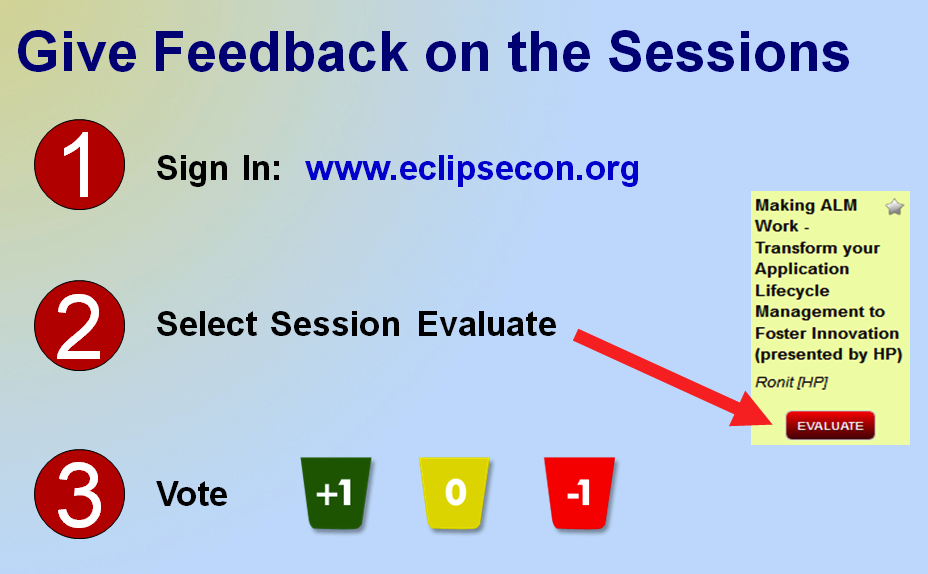 Give Feedback on the Sessions
1
Sign In: www.eclipsecon.org
2
Select Session Evaluate
Making ALM
Work -
Transform your
Application
Lifecycle
Management to
Foster Innovation
(presented by HP)
Ronit [HP]
EVALUATE
3
Vote
+1
0
-1